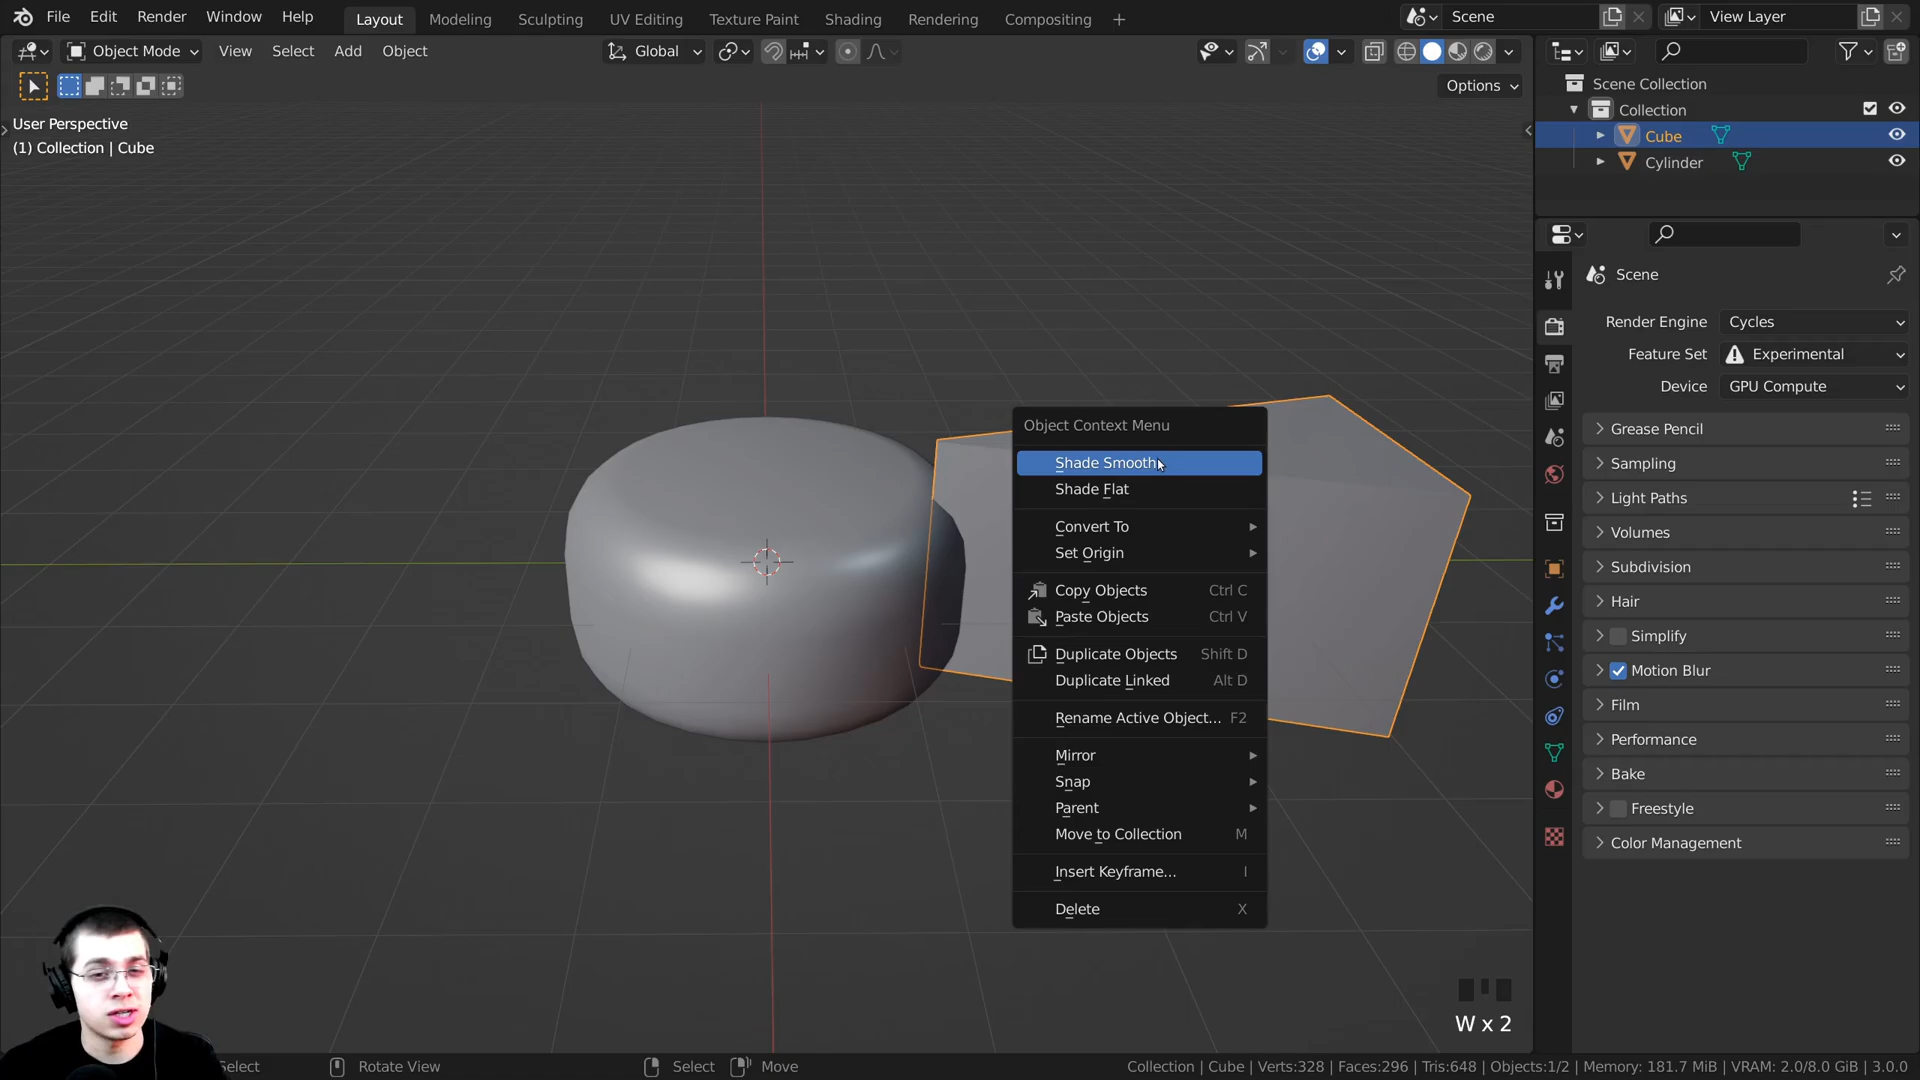 File Edit Render Window Help Layout Modeling Sculpting UV Editing Texture Paint Shading Rendering Compositing + Scene View Layer
Object Mode View Select Add Object Global
Options
User Perspective
(1) Collection | Cube
Scene Collection
Collection
Cube
Cylinder
Scene
Render Engine Cycles
Feature Set Experimental
Device GPU Compute
Grease Pencil
Sampling
Light Paths
Volumes
Subdivision
Hair
Simplify
Motion Blur
Film
Performance
Bake
Freestyle
Color Management
Object Context Menu
Shade Smooth
Shade Flat
Convert To
Set Origin
Copy Objects Ctrl C
Paste Objects Ctrl V
Duplicate Objects Shift D
Duplicate Linked Alt D
Rename Active Object... F2
Mirror
Snap
Parent
Move to Collection M
Insert Keyframe... I
Delete X
W x 2
Select Rotate View Select Move Collection | Cube | Verts:328 | Faces:296 | Tris:648 | Objects:1/2 | Memory: 181.7 MiB | VRAM: 2.0/8.0 GiB | 3.0.0